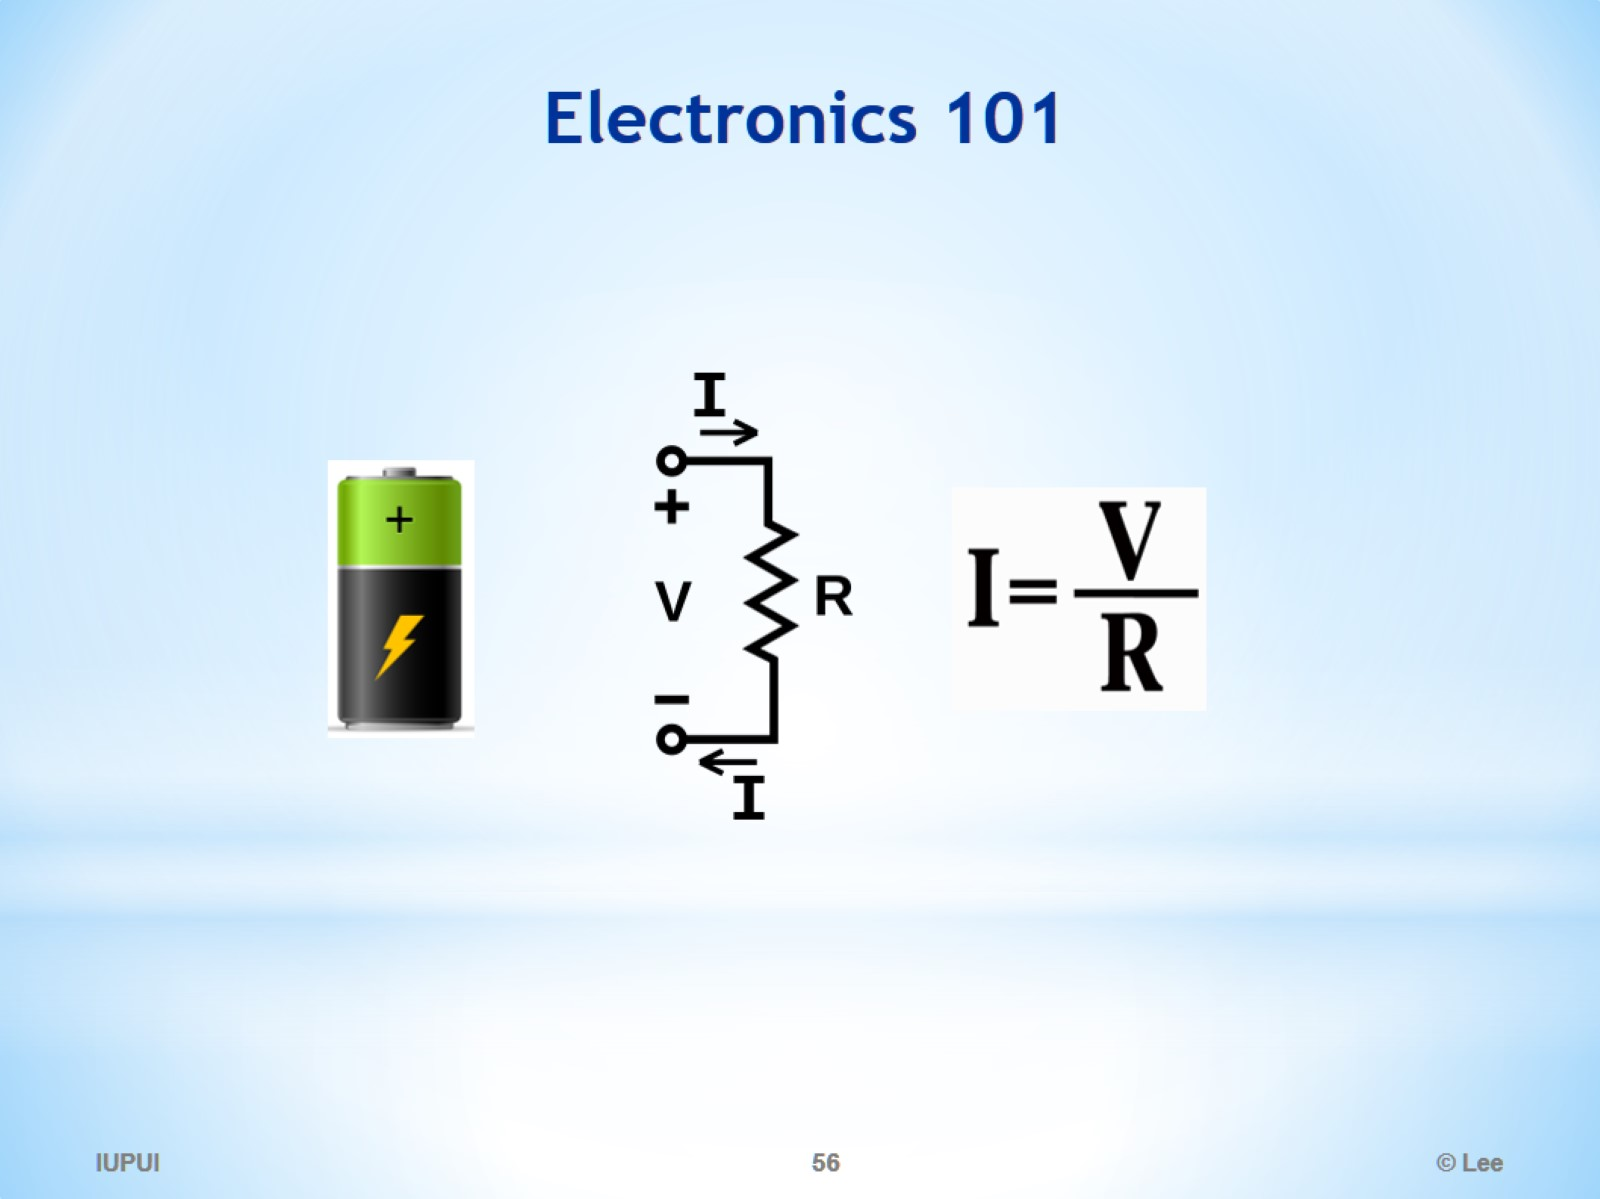 Electronics 101
I
+
+
V
R
−
I
I = V
R
IUPUI
56
© Lee